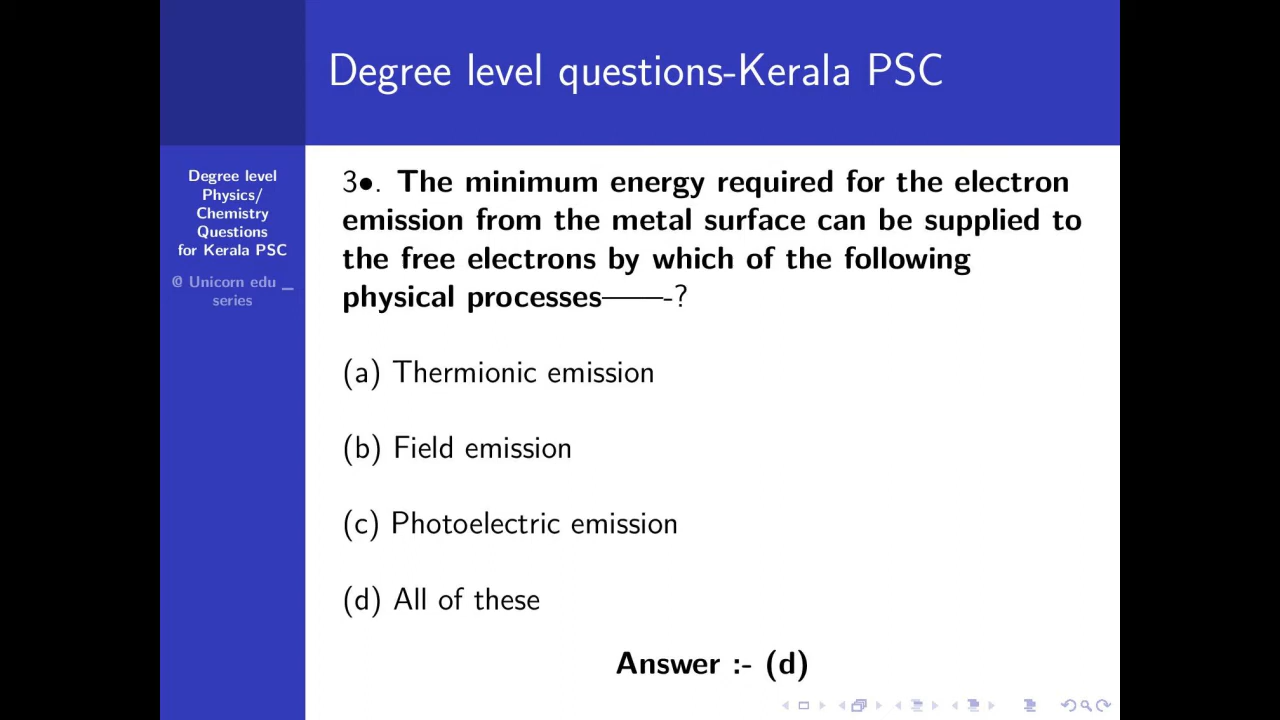 Degree level questions-Kerala PSC
Degree level
Physics/
Chemistry
Questions
for Kerala PSC
@ Unicorn edu _
series
3•. The minimum energy required for the electron
emission from the metal surface can be supplied to
the free electrons by which of the following
physical processes——-?
(a) Thermionic emission
(b) Field emission
(c) Photoelectric emission
(d) All of these
Answer :- (d)